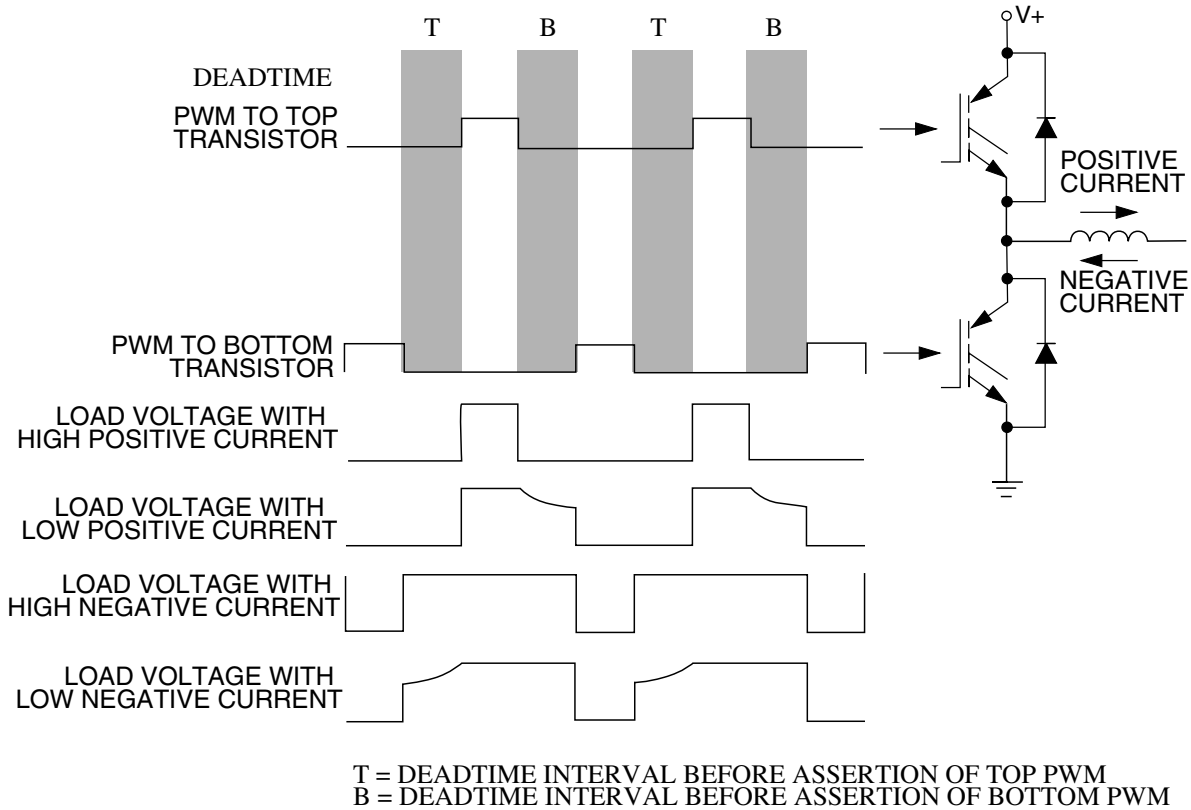 T B T B
V+
DEADTIME
PWM TO TOP
TRANSISTOR
POSITIVE
CURRENT
NEGATIVE
CURRENT
PWM TO BOTTOM
TRANSISTOR
LOAD VOLTAGE WITH
HIGH POSITIVE CURRENT
LOAD VOLTAGE WITH
LOW POSITIVE CURRENT
LOAD VOLTAGE WITH
HIGH NEGATIVE CURRENT
LOAD VOLTAGE WITH
LOW NEGATIVE CURRENT
T = DEADTIME INTERVAL BEFORE ASSERTION OF TOP PWM
B = DEADTIME INTERVAL BEFORE ASSERTION OF BOTTOM PWM